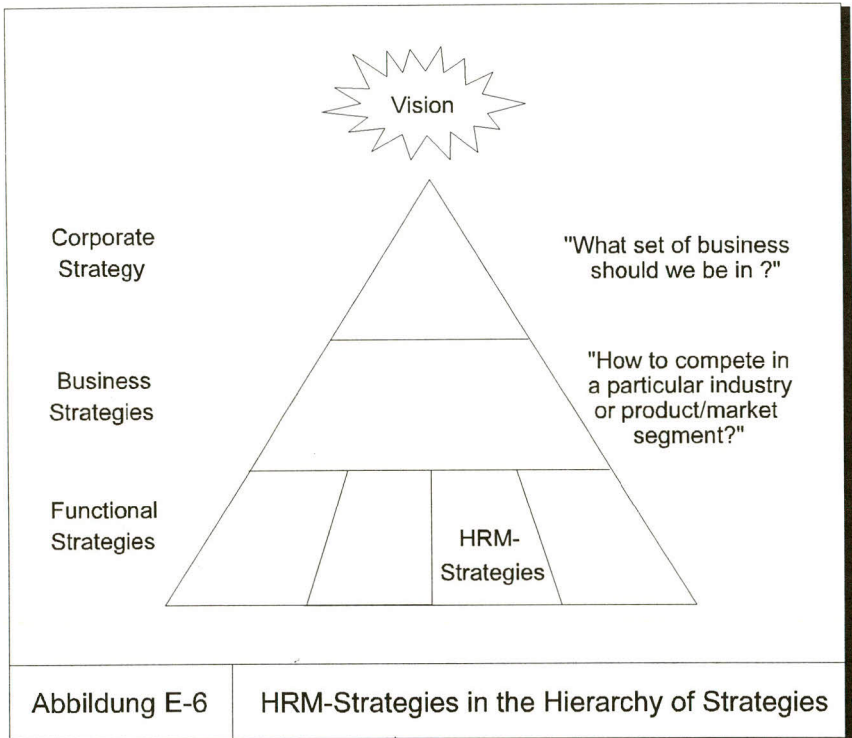 Vision
Corporate
Strategy
"What set of business
should we be in ?"
Business
Strategies
"How to compete in
a particular industry
or product/market
segment?"
Functional
Strategies
HRM-
Strategies
Abbildung E-6
HRM-Strategies in the Hierarchy of Strategies